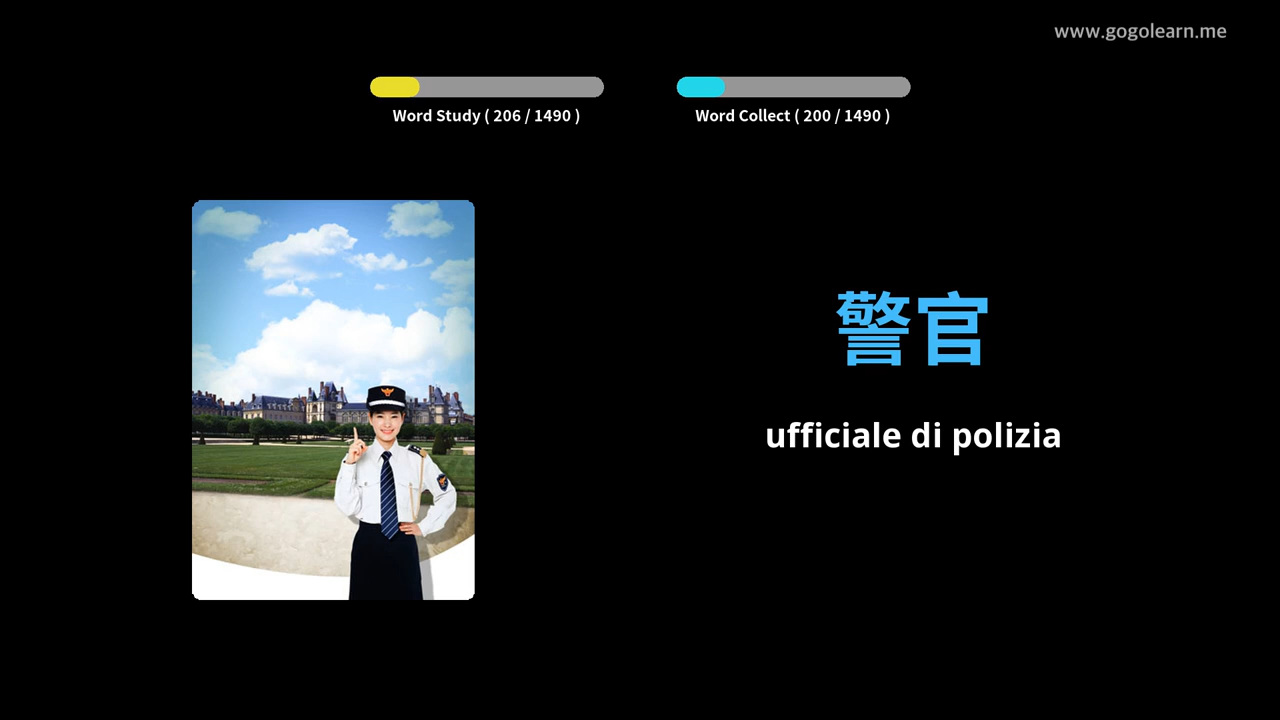 www.gogolearn.me
Word Study ( 206 / 1490 )
Word Collect ( 200 / 1490 )
警官
ufficiale di polizia